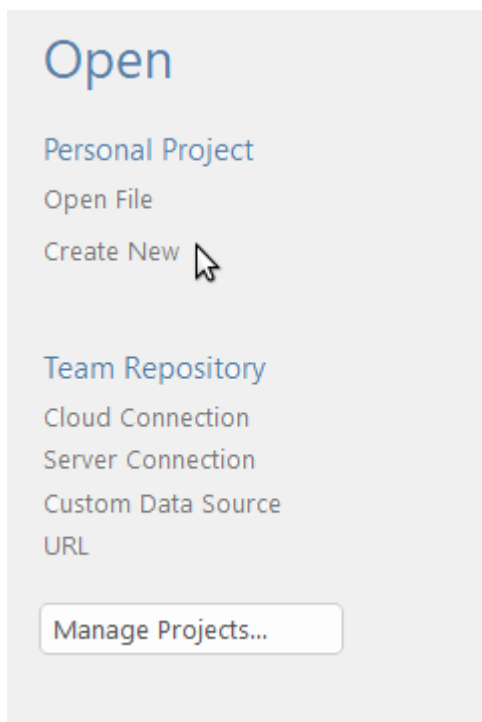 Open
Personal Project
Open File
Create New
Team Repository
Cloud Connection
Server Connection
Custom Data Source
URL
Manage Projects...